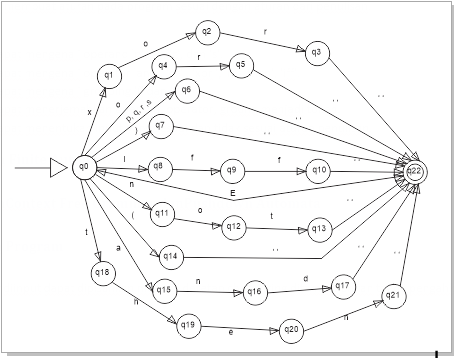 q2
o r
q3
q4 r q5
q1
o
q6
x p, q, r, s
)
q7
q0 l q8 f q9 f q10 q22
E
n
q11 o q12 t q13
(
t a q14
q18
q15 n q16 d q17
h q19 e q20 n q21